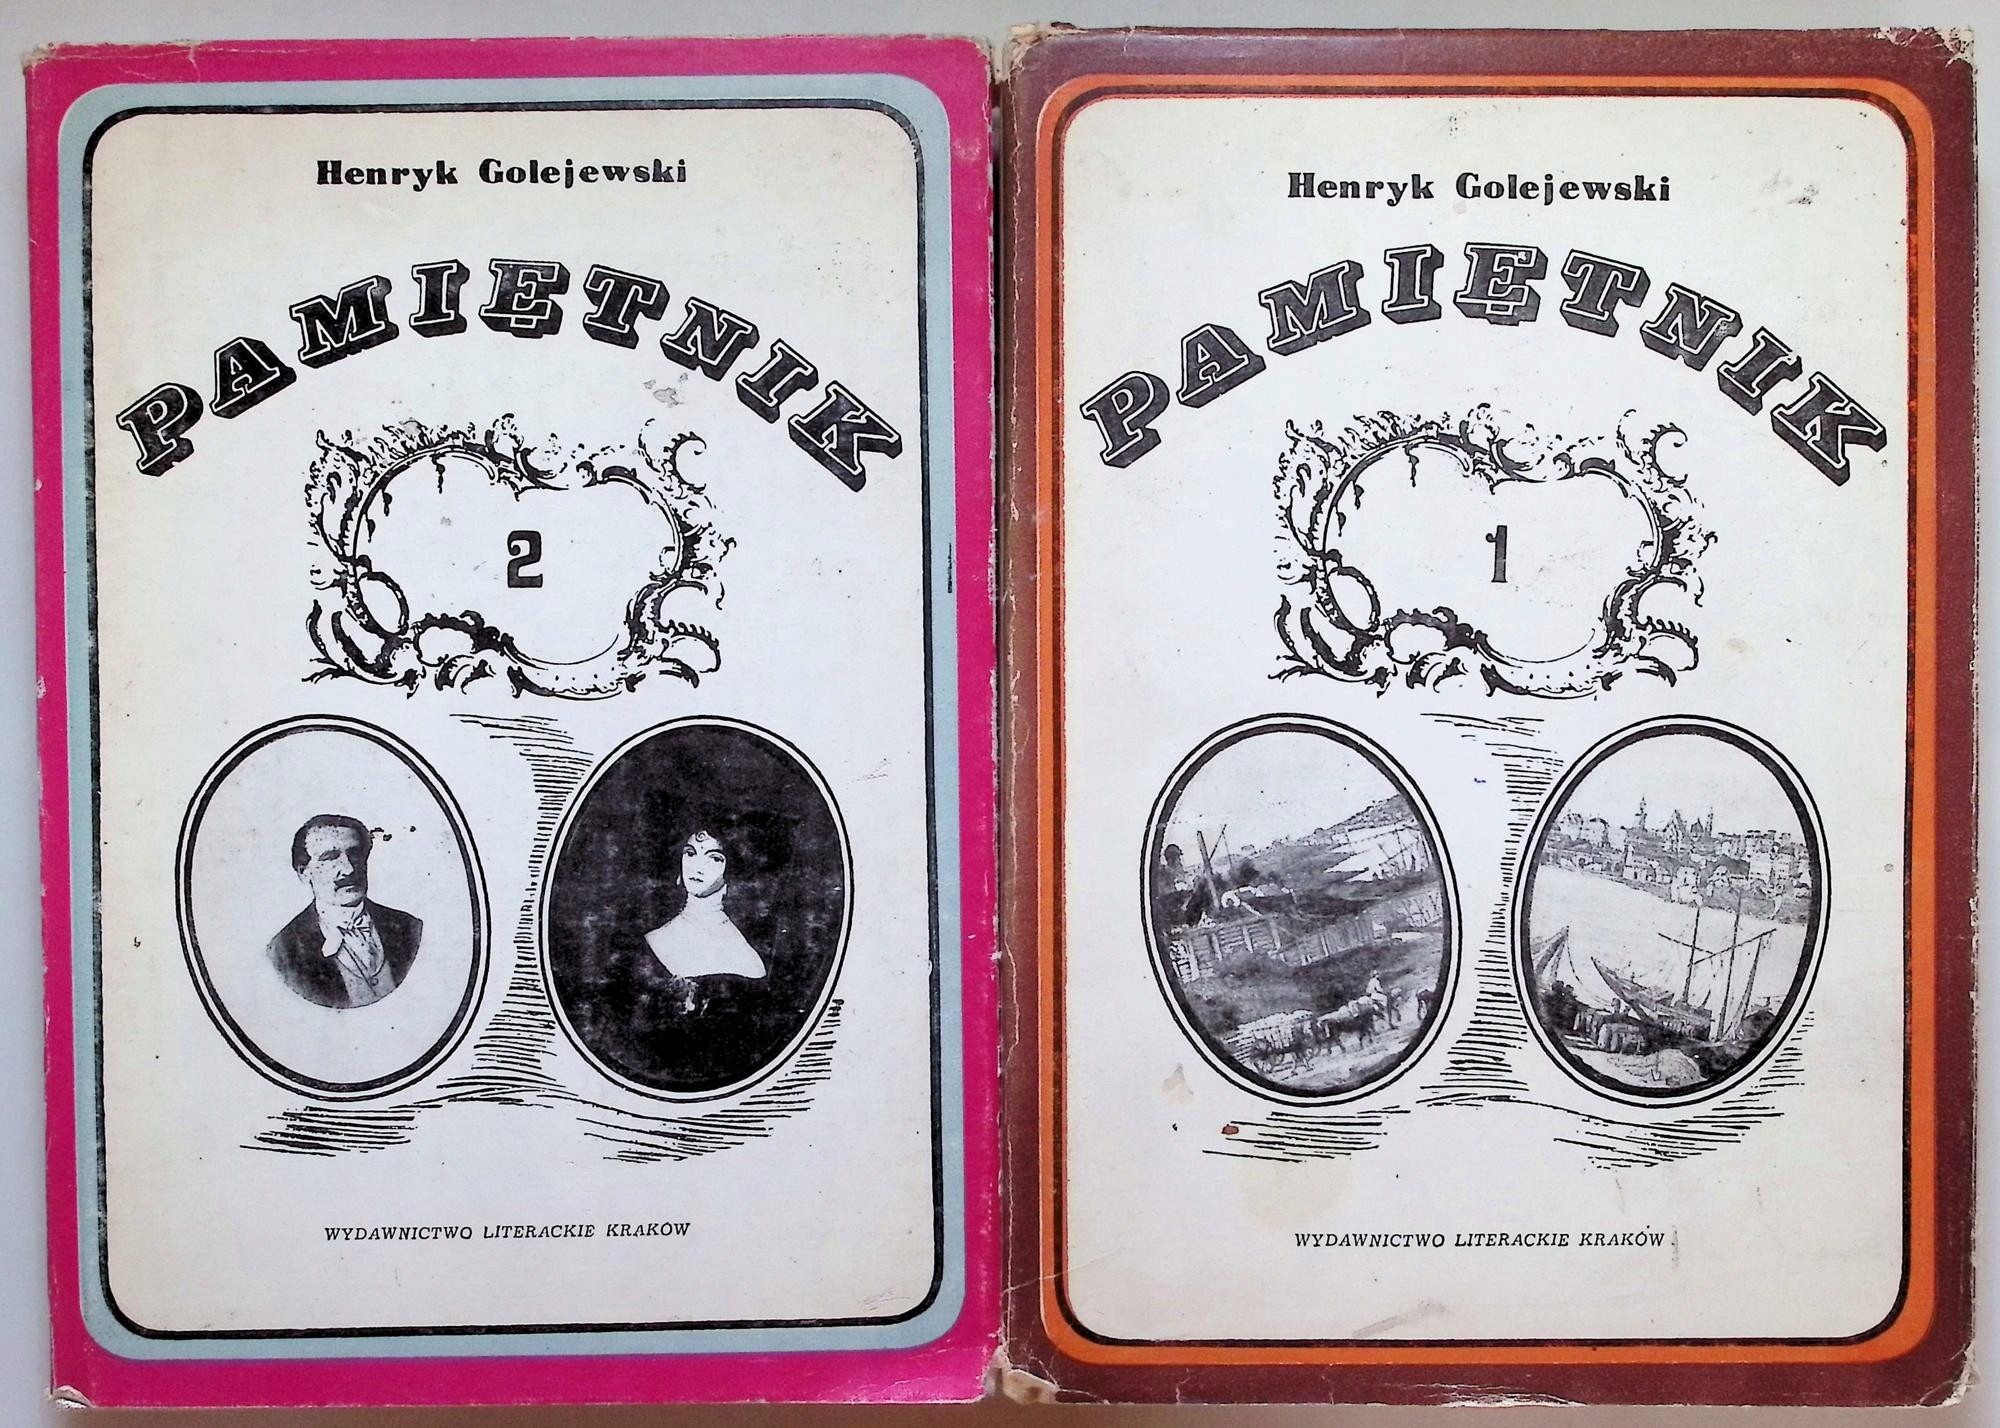 Henryk Golejewski
PAMIĘTNIK
2
WYDAWNICTWO LITERACKIE KRAKÓW
Henryk Golejewski
PAMIĘTNIK
1
WYDAWNICTWO LITERACKIE KRAKÓW